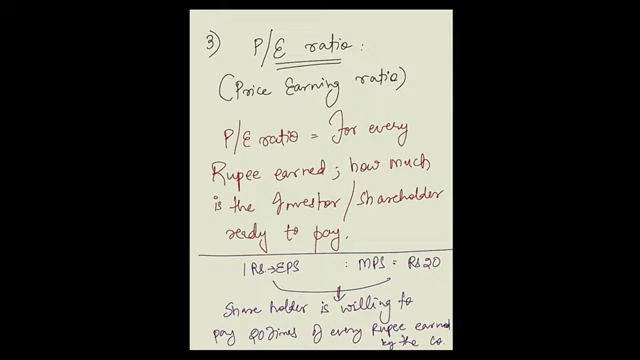 3) P/E ratio :
(Price Earning ratio)
P/E ratio = For every
Rupee earned; how much
is the Investor/Shareholder
ready to pay.
1 RS → EPS : MPS = RS 20
Share holder is willing to
pay 20 times of every Rupee earned
by the Co.